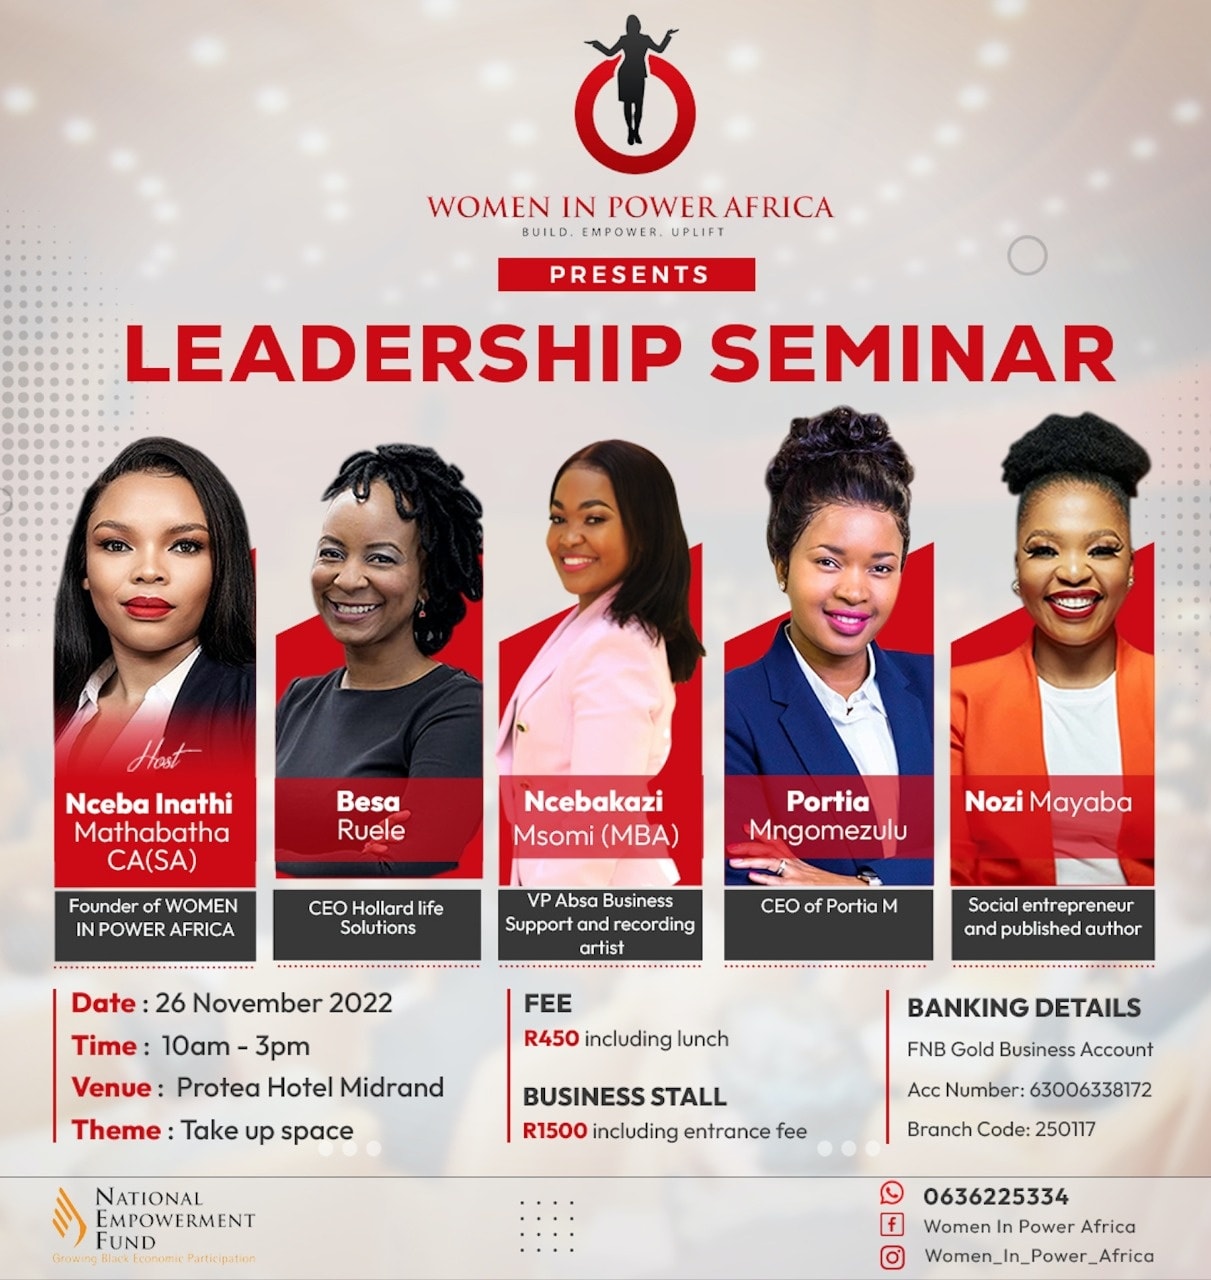 WOMEN IN POWER AFRICA
BUILD. EMPOWER. UPLIFT
PRESENTS
LEADERSHIP SEMINAR
Host
Nceba Inathi
Mathabatha
CA(SA)
Founder of WOMEN
IN POWER AFRICA
Besa
Ruele
CEO Hollard life
Solutions
Ncebakazi
Msomi (MBA)
VP Absa Business
Support and recording
artist
Portia
Mngomezulu
CEO of Portia M
Nozi Mayaba
Social entrepreneur
and published author
Date : 26 November 2022
Time : 10am - 3pm
Venue : Protea Hotel Midrand
Theme : Take up space
FEE
R450 including lunch
BUSINESS STALL
R1500 including entrance fee
BANKING DETAILS
FNB Gold Business Account
Acc Number: 63006338172
Branch Code: 250117
NATIONAL
EMPOWERMENT
FUND
Growing Black Economic Participation
0636225334
Women In Power Africa
Women_In_Power_Africa